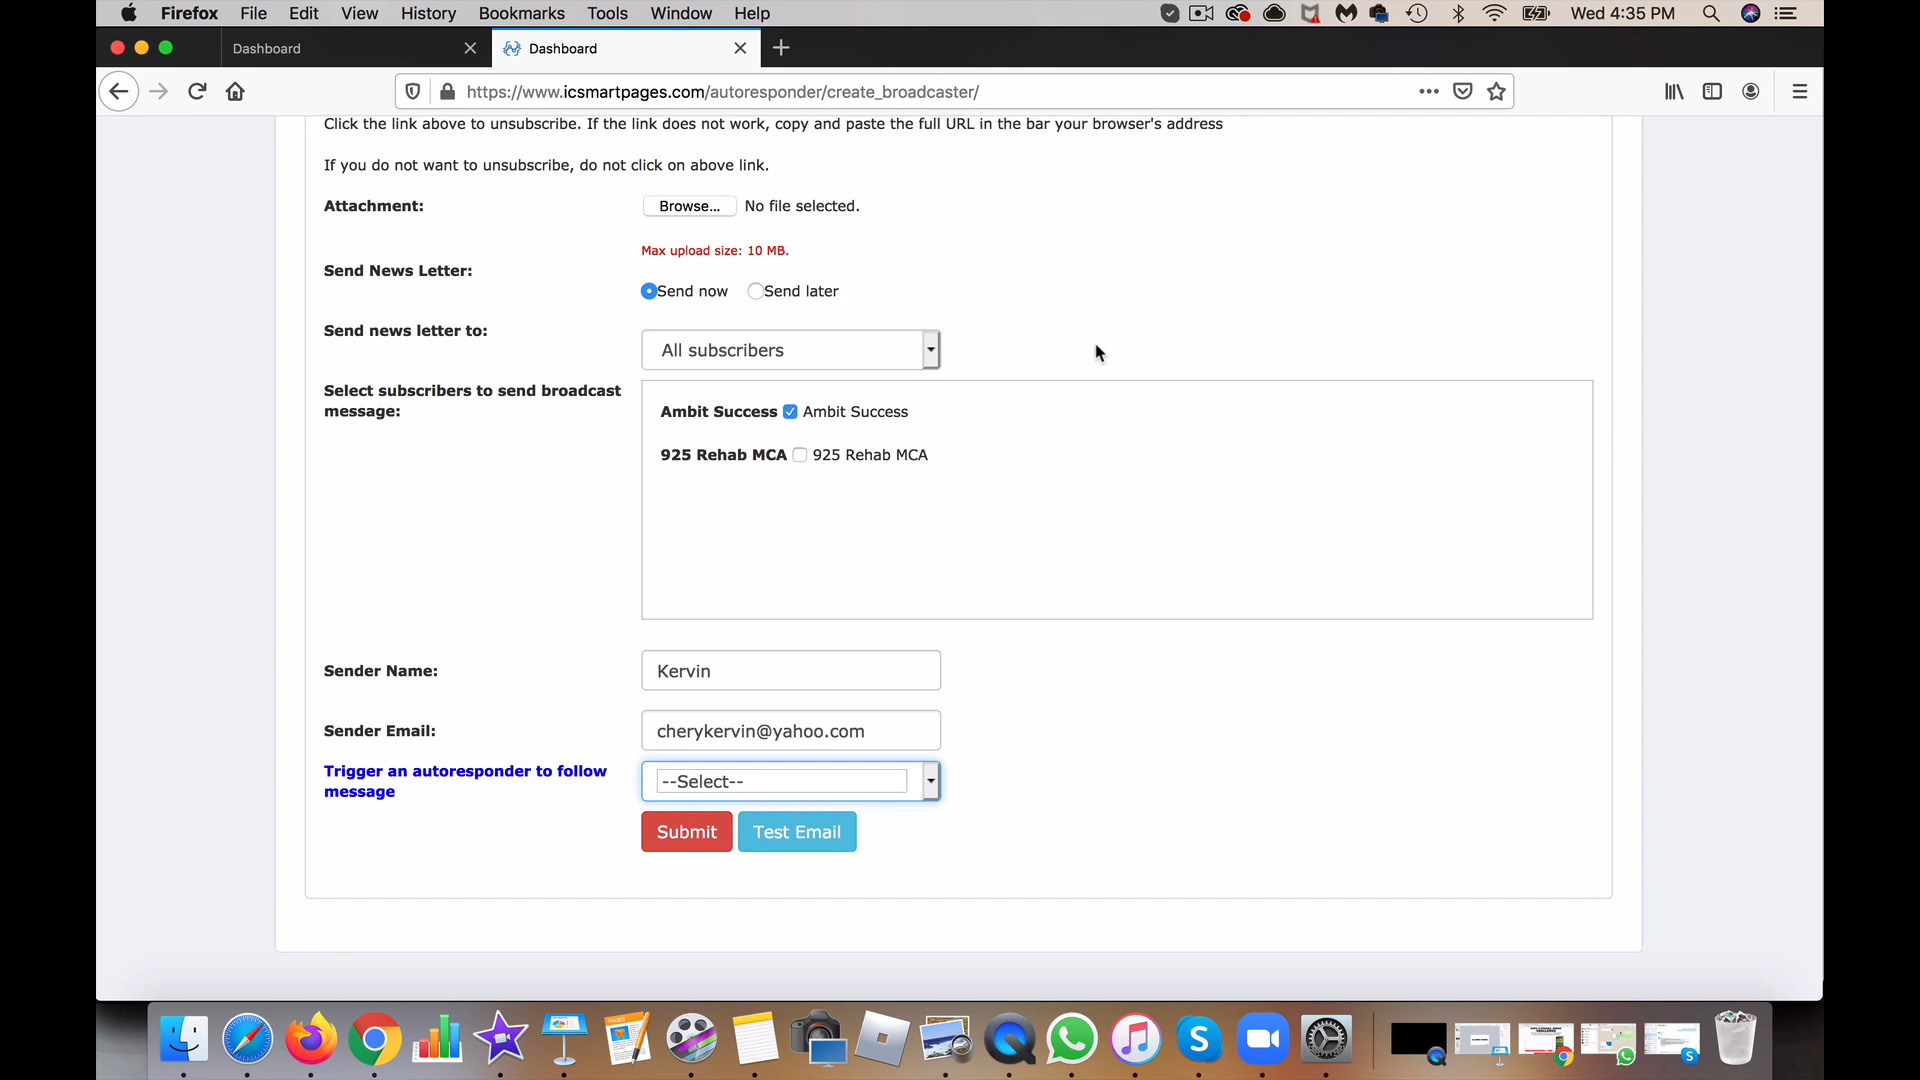 Firefox File Edit View History Bookmarks Tools Window Help Wed 4:35 PM
Dashboard Dashboard
https://www.icsmartpages.com/autoresponder/create_broadcaster/
Click the link above to unsubscribe. If the link does not work, copy and paste the full URL in the bar your browser's address
If you do not want to unsubscribe, do not click on above link.
Attachment: Browse... No file selected.
Max upload size: 10 MB.
Send News Letter:
Send now Send later
Send news letter to:
All subscribers
Select subscribers to send broadcast
message:
Ambit Success Ambit Success
925 Rehab MCA 925 Rehab MCA
Sender Name: Kervin
Sender Email: cherykervin@yahoo.com
Trigger an autoresponder to follow
message
--Select--
Submit Test Email
PAGES